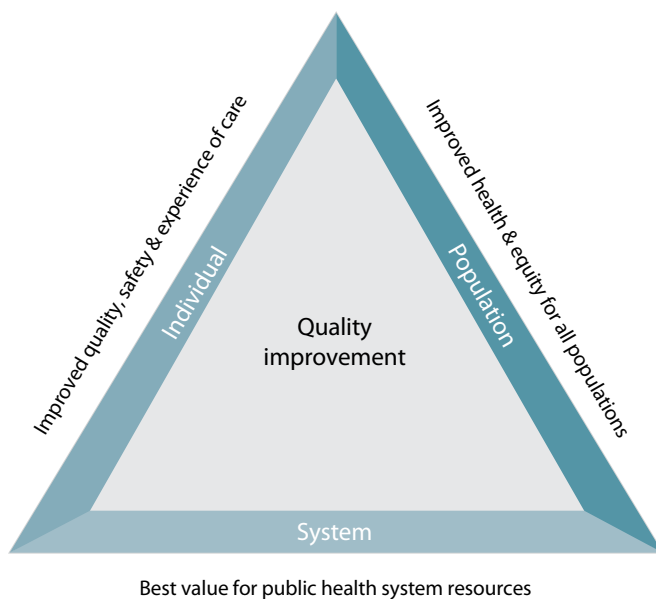 Improved quality, safety & experience of care
Individual
Improved health & equity for all populations
Population
Quality
improvement
System
Best value for public health system resources